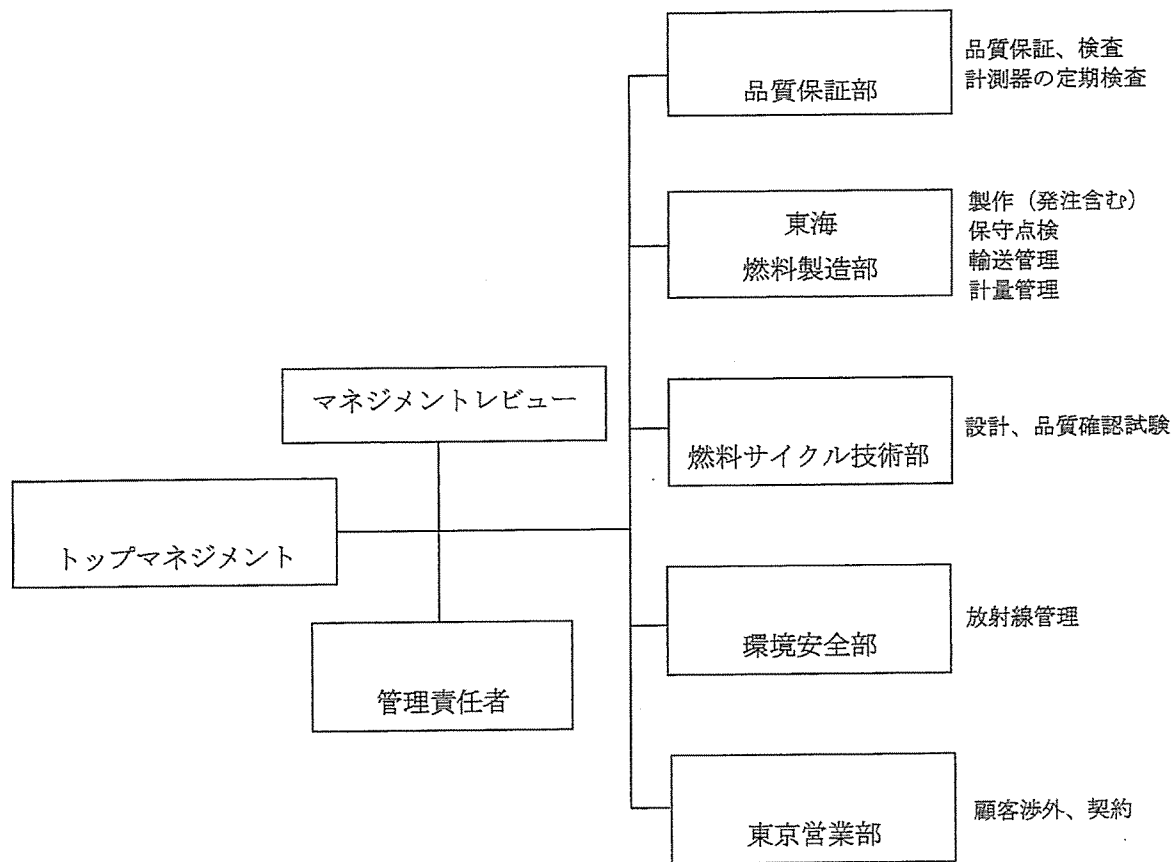 品質保証部
品質保証、検査
計測器の定期検査
東海
燃料製造部
製作（発注含む）
保守点検
輸送管理
計量管理
マネジメントレビュー
燃料サイクル技術部
設計、品質確認試験
トップマネジメント
管理責任者
環境安全部
放射線管理
東京営業部
顧客渉外、契約